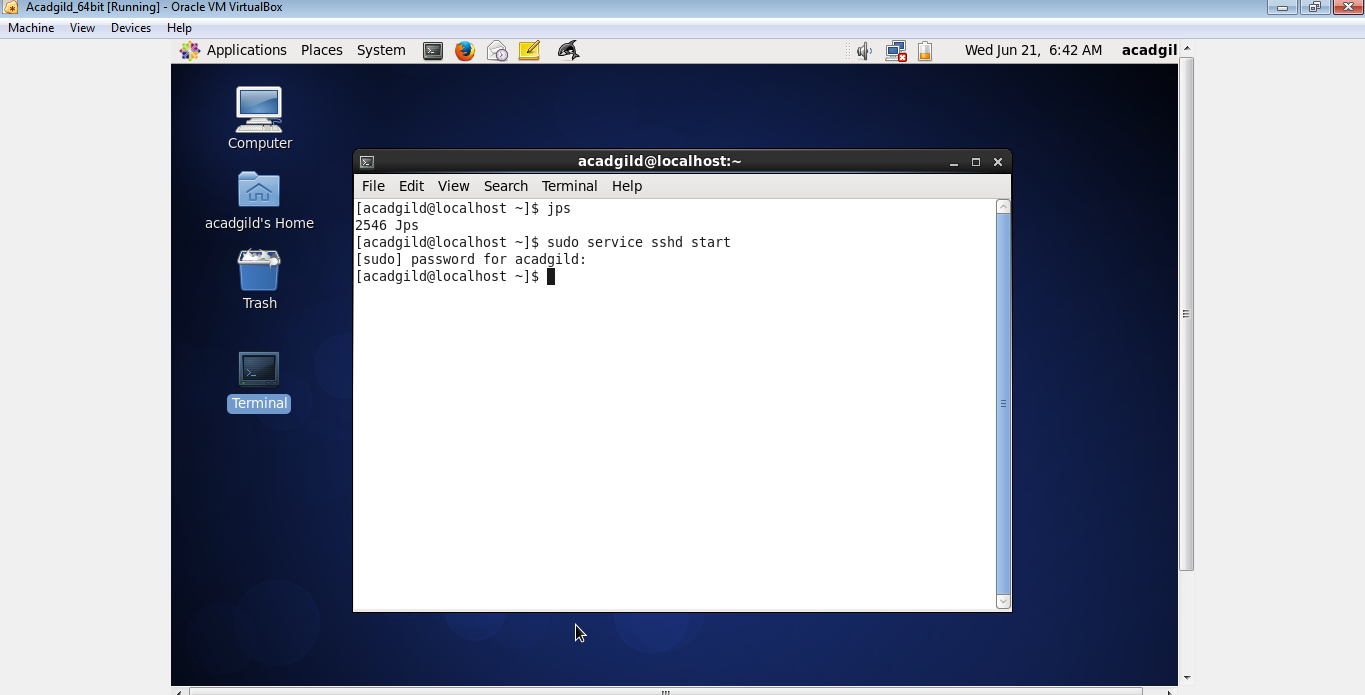 Acadgild_64bit [Running] - Oracle VM VirtualBox
Machine View Devices Help
Applications Places System Wed Jun 21, 6:42 AM acadgil
Computer
acadgild's Home
Trash
Terminal
acadgild@localhost:~
File Edit View Search Terminal Help
[acadgild@localhost ~]$ jps
2546 Jps
[acadgild@localhost ~]$ sudo service sshd start
[sudo] password for acadgild:
[acadgild@localhost ~]$